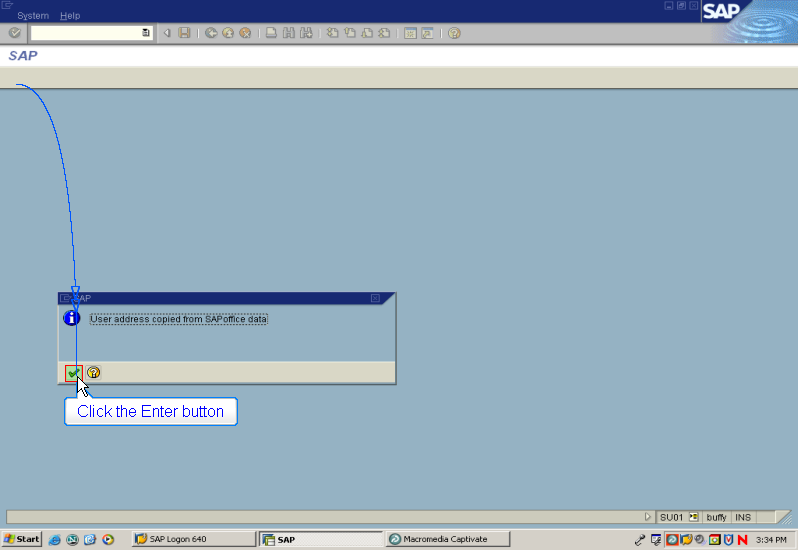 System Help
SAP
SAP
SAP
User address copied from SAPoffice data
Click the Enter button
SU01 buffy INS
Start SAP Logon 640 SAP Macromedia Captivate 3:34 PM